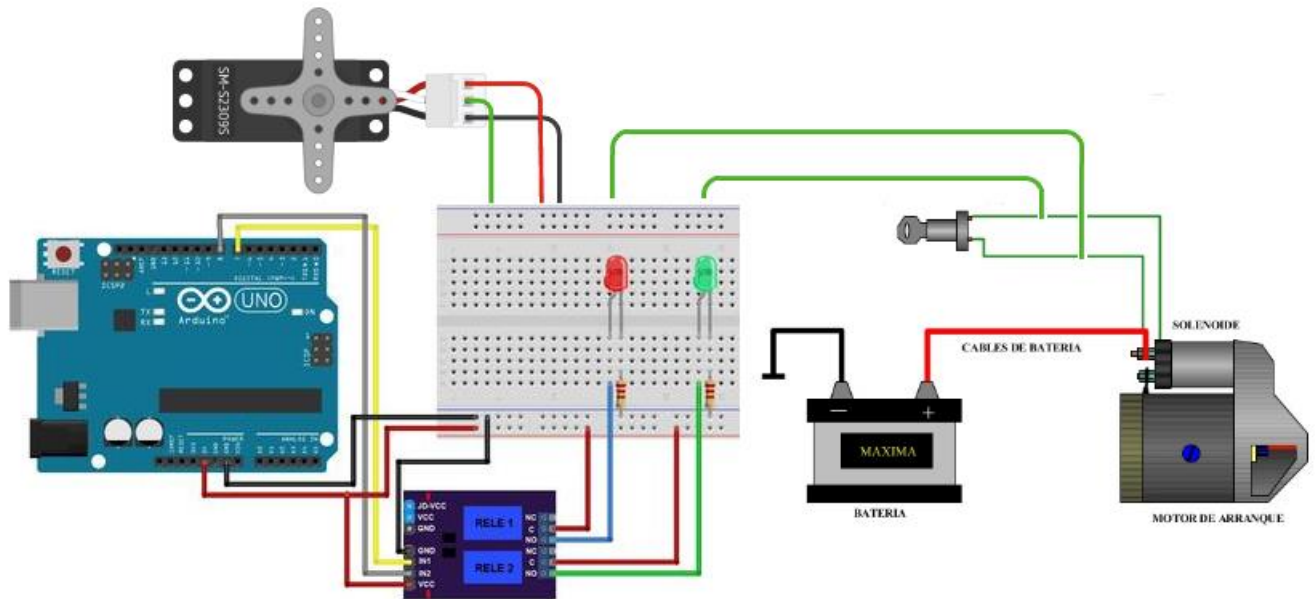 SM-S2309S
RESET
ICSP2
L
TX
RX
Arduino
UNO
ON
ICSP
DIGITAL (PWM~)
POWER
ANALOG IN
JD-VCC
VCC
GND
GND
IN1
IN2
VCC
RELE 1
RELE 2
NC
C
NO
NC
C
NO
SOLENOIDE
CABLES DE BATERIA
MAXIMA
BATERIA
MOTOR DE ARRANQUE